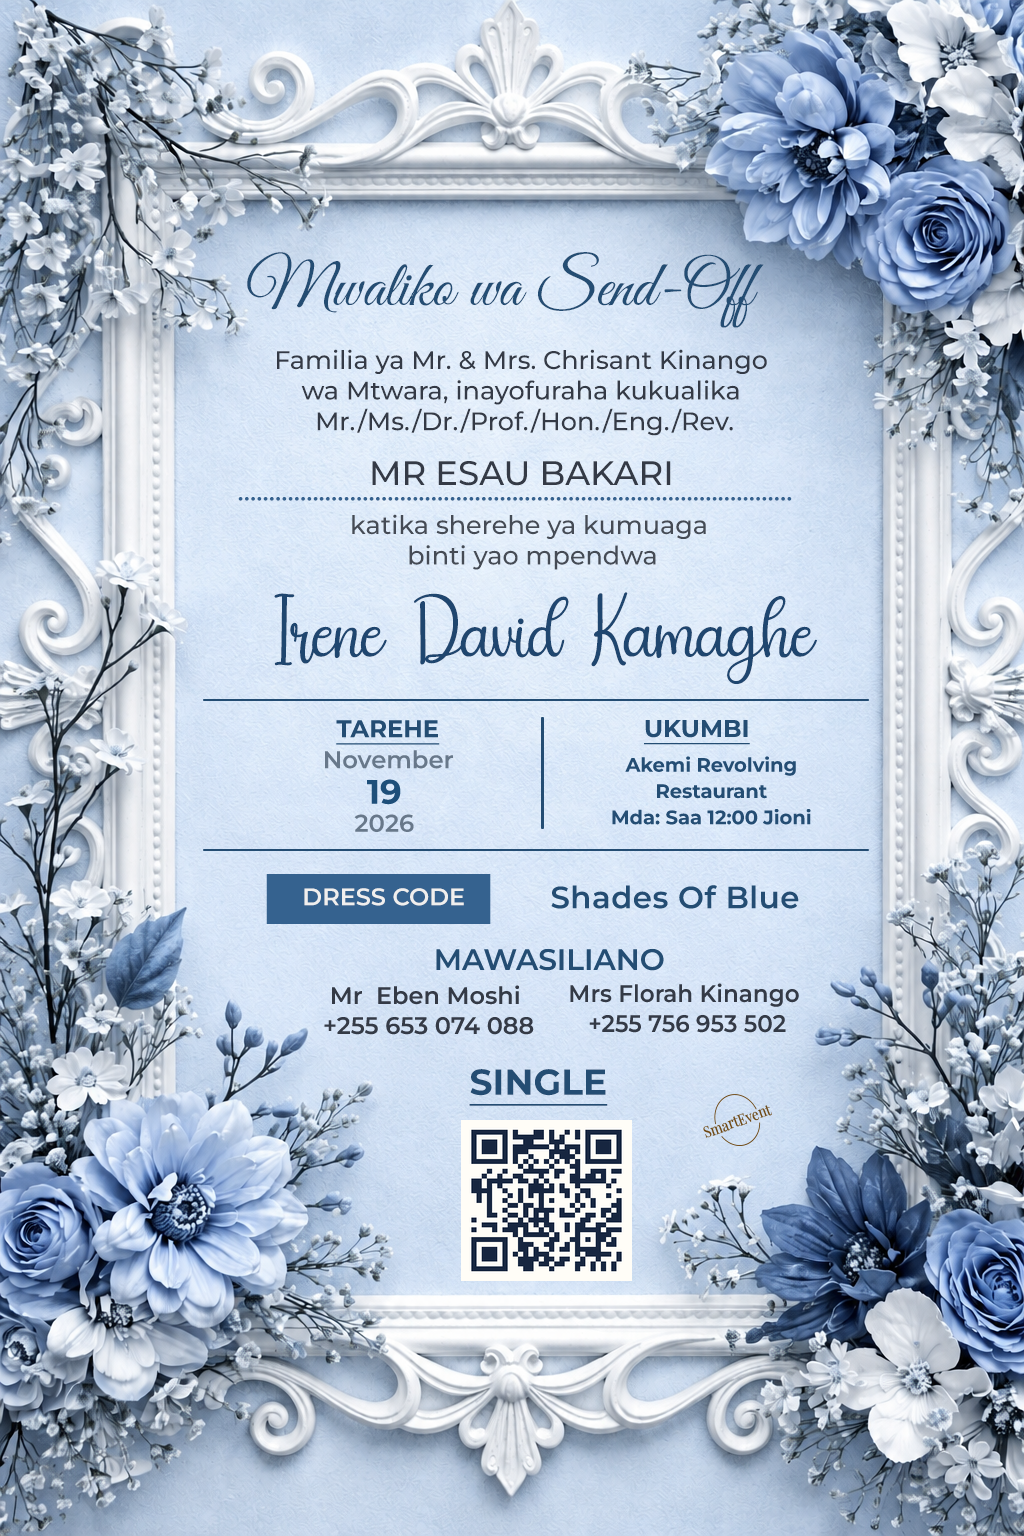 Mwaliko wa Send-Off
Familia ya Mr. & Mrs. Chrisant Kinango
wa Mtwara, inayofuraha kukualika
Mr./Ms./Dr./Prof./Hon./Eng./Rev.
MR ESAU BAKARI
katika sherehe ya kumuaga
binti yao mpendwa
Irene David Kamaghe
TAREHE
November
19
2026
UKUMBI
Akemi Revolving
Restaurant
Mda: Saa 12:00 Jioni
DRESS CODE
Shades Of Blue
MAWASILIANO
Mr Eben Moshi
+255 653 074 088
Mrs Florah Kinango
+255 756 953 502
SINGLE
SmartEvent